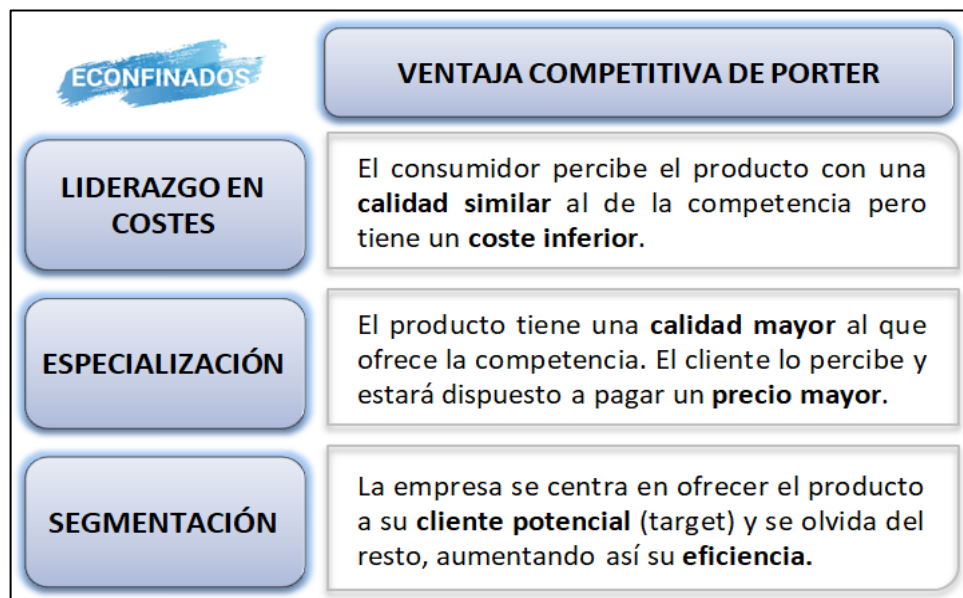 ECONFINADOS
VENTAJA COMPETITIVA DE PORTER
LIDERAZGO EN
COSTES
El consumidor percibe el producto con una
calidad similar al de la competencia pero
tiene un coste inferior.
ESPECIALIZACIÓN
El producto tiene una calidad mayor al que
ofrece la competencia. El cliente lo percibe y
estará dispuesto a pagar un precio mayor.
SEGMENTACIÓN
La empresa se centra en ofrecer el producto
a su cliente potencial (target) y se olvida del
resto, aumentando así su eficiencia.